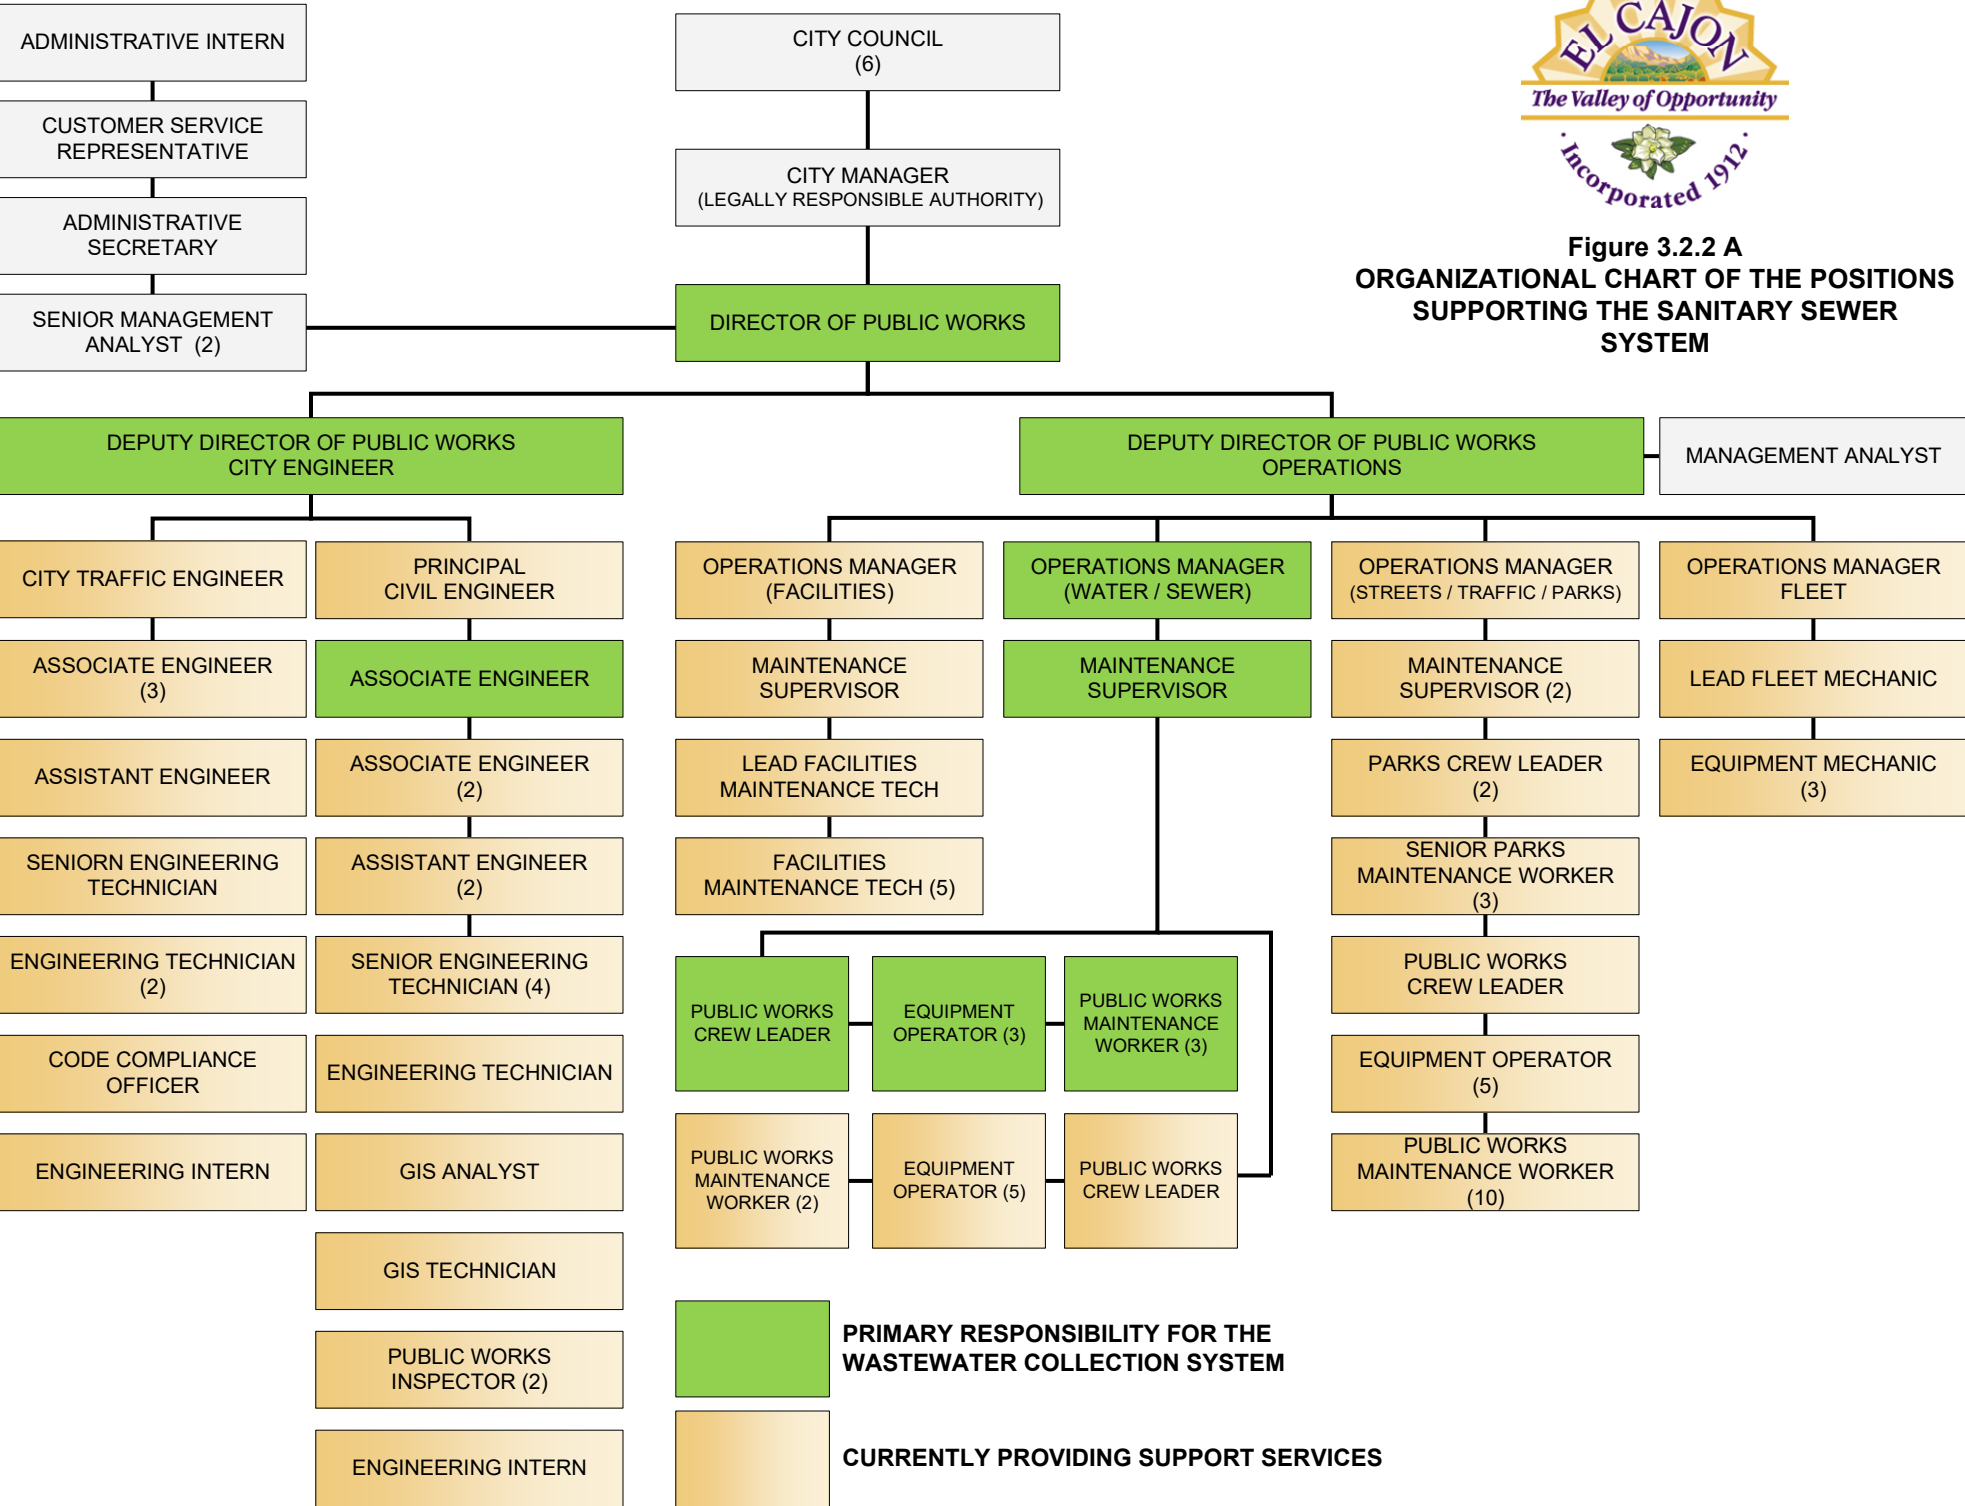 ADMINISTRATIVE INTERN
CUSTOMER SERVICE
REPRESENTATIVE
ADMINISTRATIVE
SECRETARY
SENIOR MANAGEMENT
ANALYST (2)
CITY COUNCIL
(6)
CITY MANAGER
(LEGALLY RESPONSIBLE AUTHORITY)
DIRECTOR OF PUBLIC WORKS
EL CAJON
The Valley of Opportunity
· Incorporated 1912 ·
Figure 3.2.2 A
ORGANIZATIONAL CHART OF THE POSITIONS
SUPPORTING THE SANITARY SEWER
SYSTEM
DEPUTY DIRECTOR OF PUBLIC WORKS
CITY ENGINEER
DEPUTY DIRECTOR OF PUBLIC WORKS
OPERATIONS
MANAGEMENT ANALYST
CITY TRAFFIC ENGINEER
ASSOCIATE ENGINEER
(3)
ASSISTANT ENGINEER
SENIORN ENGINEERING
TECHNICIAN
ENGINEERING TECHNICIAN
(2)
CODE COMPLIANCE
OFFICER
ENGINEERING INTERN
PRINCIPAL
CIVIL ENGINEER
ASSOCIATE ENGINEER
ASSOCIATE ENGINEER
(2)
ASSISTANT ENGINEER
(2)
SENIOR ENGINEERING
TECHNICIAN (4)
ENGINEERING TECHNICIAN
GIS ANALYST
GIS TECHNICIAN
PUBLIC WORKS
INSPECTOR (2)
ENGINEERING INTERN
OPERATIONS MANAGER
(FACILITIES)
MAINTENANCE
SUPERVISOR
LEAD FACILITIES
MAINTENANCE TECH
FACILITIES
MAINTENANCE TECH (5)
OPERATIONS MANAGER
(WATER / SEWER)
MAINTENANCE
SUPERVISOR
PUBLIC WORKS
CREW LEADER
EQUIPMENT
OPERATOR (3)
PUBLIC WORKS
MAINTENANCE
WORKER (3)
PUBLIC WORKS
MAINTENANCE
WORKER (2)
EQUIPMENT
OPERATOR (5)
PUBLIC WORKS
CREW LEADER
OPERATIONS MANAGER
(STREETS / TRAFFIC / PARKS)
MAINTENANCE
SUPERVISOR (2)
PARKS CREW LEADER
(2)
SENIOR PARKS
MAINTENANCE WORKER
(3)
PUBLIC WORKS
CREW LEADER
EQUIPMENT OPERATOR
(5)
PUBLIC WORKS
MAINTENANCE WORKER
(10)
OPERATIONS MANAGER
FLEET
LEAD FLEET MECHANIC
EQUIPMENT MECHANIC
(3)
PRIMARY RESPONSIBILITY FOR THE
WASTEWATER COLLECTION SYSTEM
CURRENTLY PROVIDING SUPPORT SERVICES